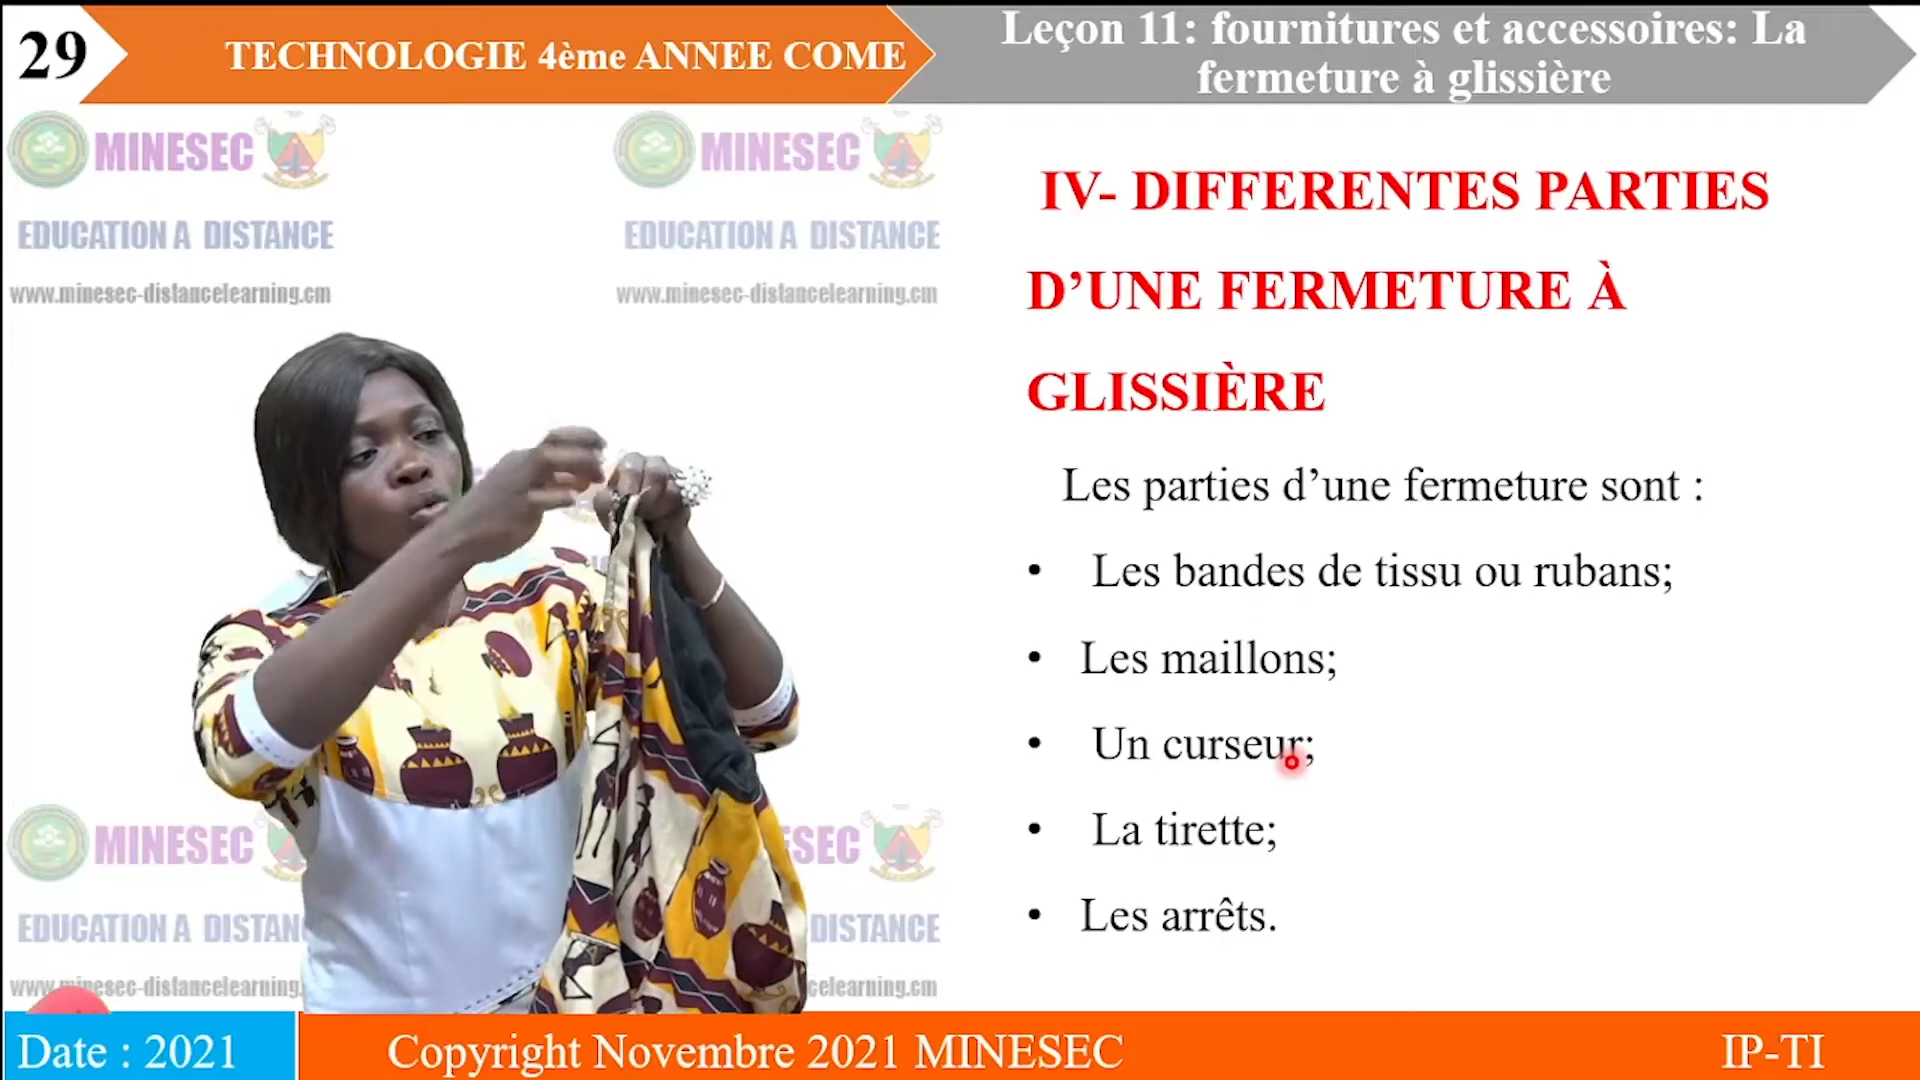 29
TECHNOLOGIE 4ème ANNEE COME
Leçon 11: fournitures et accessoires: La
fermeture à glissière
MINESEC
EDUCATION A DISTANCE
www.minesec-distancelearning.cm
MINESEC
EDUCATION A DISTANCE
www.minesec-distancelearning.cm
IV- DIFFERENTES PARTIES
D’UNE FERMETURE À
GLISSIÈRE
Les parties d’une fermeture sont :
• Les bandes de tissu ou rubans;
• Les maillons;
• Un curseur;
• La tirette;
• Les arrêts.
MINESEC
EDUCATION A DISTAN
www.minesec-distancelearning.
SEC
DISTANCE
celearning.cm
Date : 2021
Copyright Novembre 2021 MINESEC
IP-TI